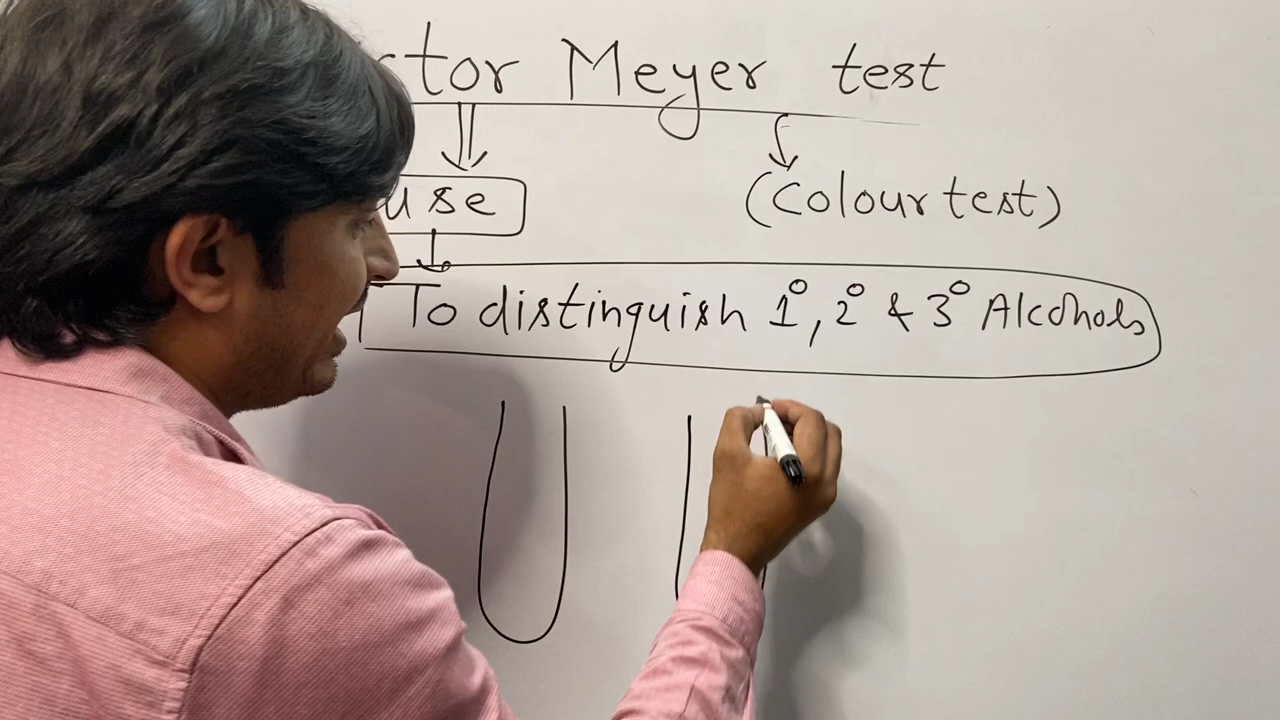 ctor Meyer test
use
(Colour test)
To distinguish 1°, 2° & 3° Alcohols